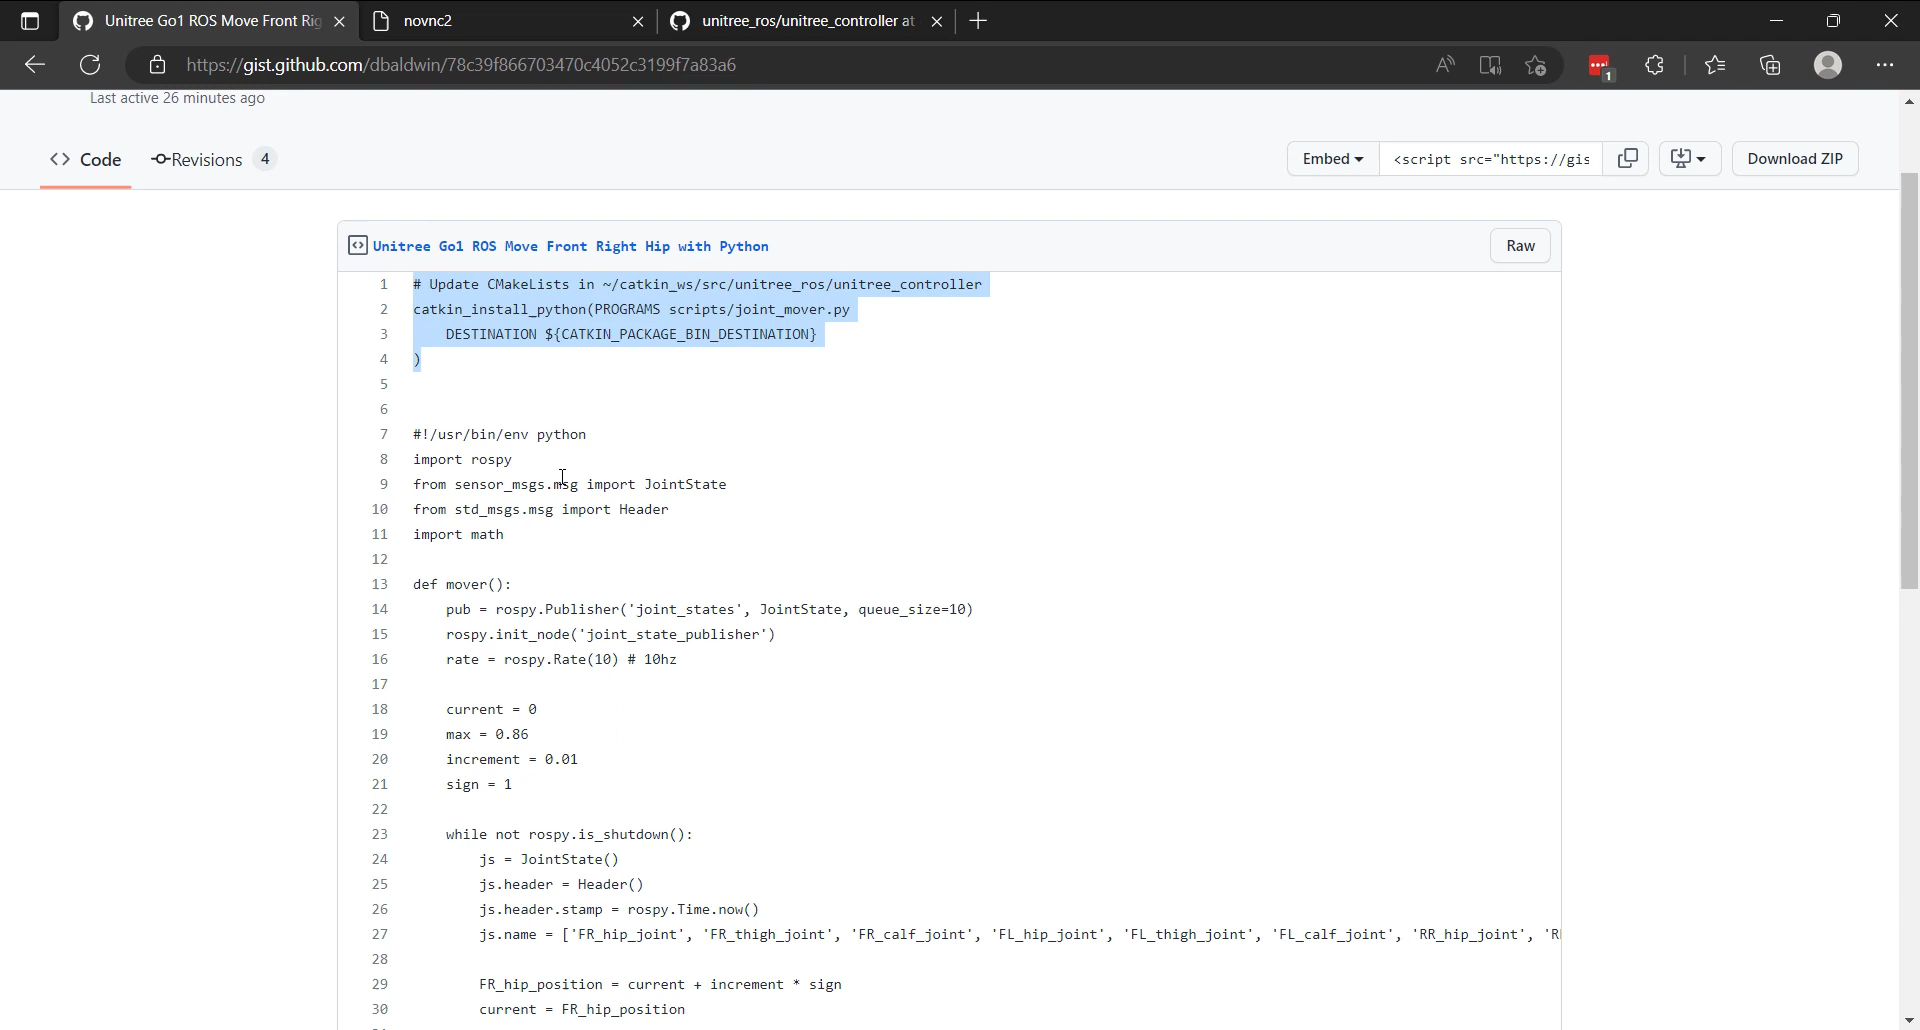 Unitree Go1 ROS Move Front Rig
novnc2
unitree_ros/unitree_controller at
https://gist.github.com/dbaldwin/78c39f866703470c4052c3199f7a83a6
1
Last active 26 minutes ago
<> Code
Revisions 4
Embed
<script src="https://gis
Download ZIP
Unitree Go1 ROS Move Front Right Hip with Python
Raw
1 # Update CMakeLists in ~/catkin_ws/src/unitree_ros/unitree_controller
2 catkin_install_python(PROGRAMS scripts/joint_mover.py
3     DESTINATION ${CATKIN_PACKAGE_BIN_DESTINATION}
4 )
5
6
7 #!/usr/bin/env python
8 import rospy
9 from sensor_msgs.msg import JointState
10 from std_msgs.msg import Header
11 import math
12
13 def mover():
14     pub = rospy.Publisher('joint_states', JointState, queue_size=10)
15     rospy.init_node('joint_state_publisher')
16     rate = rospy.Rate(10) # 10hz
17
18     current = 0
19     max = 0.86
20     increment = 0.01
21     sign = 1
22
23     while not rospy.is_shutdown():
24         js = JointState()
25         js.header = Header()
26         js.header.stamp = rospy.Time.now()
27         js.name = ['FR_hip_joint', 'FR_thigh_joint', 'FR_calf_joint', 'FL_hip_joint', 'FL_thigh_joint', 'FL_calf_joint', 'RR_hip_joint', 'R
28
29         FR_hip_position = current + increment * sign
30         current = FR_hip_position